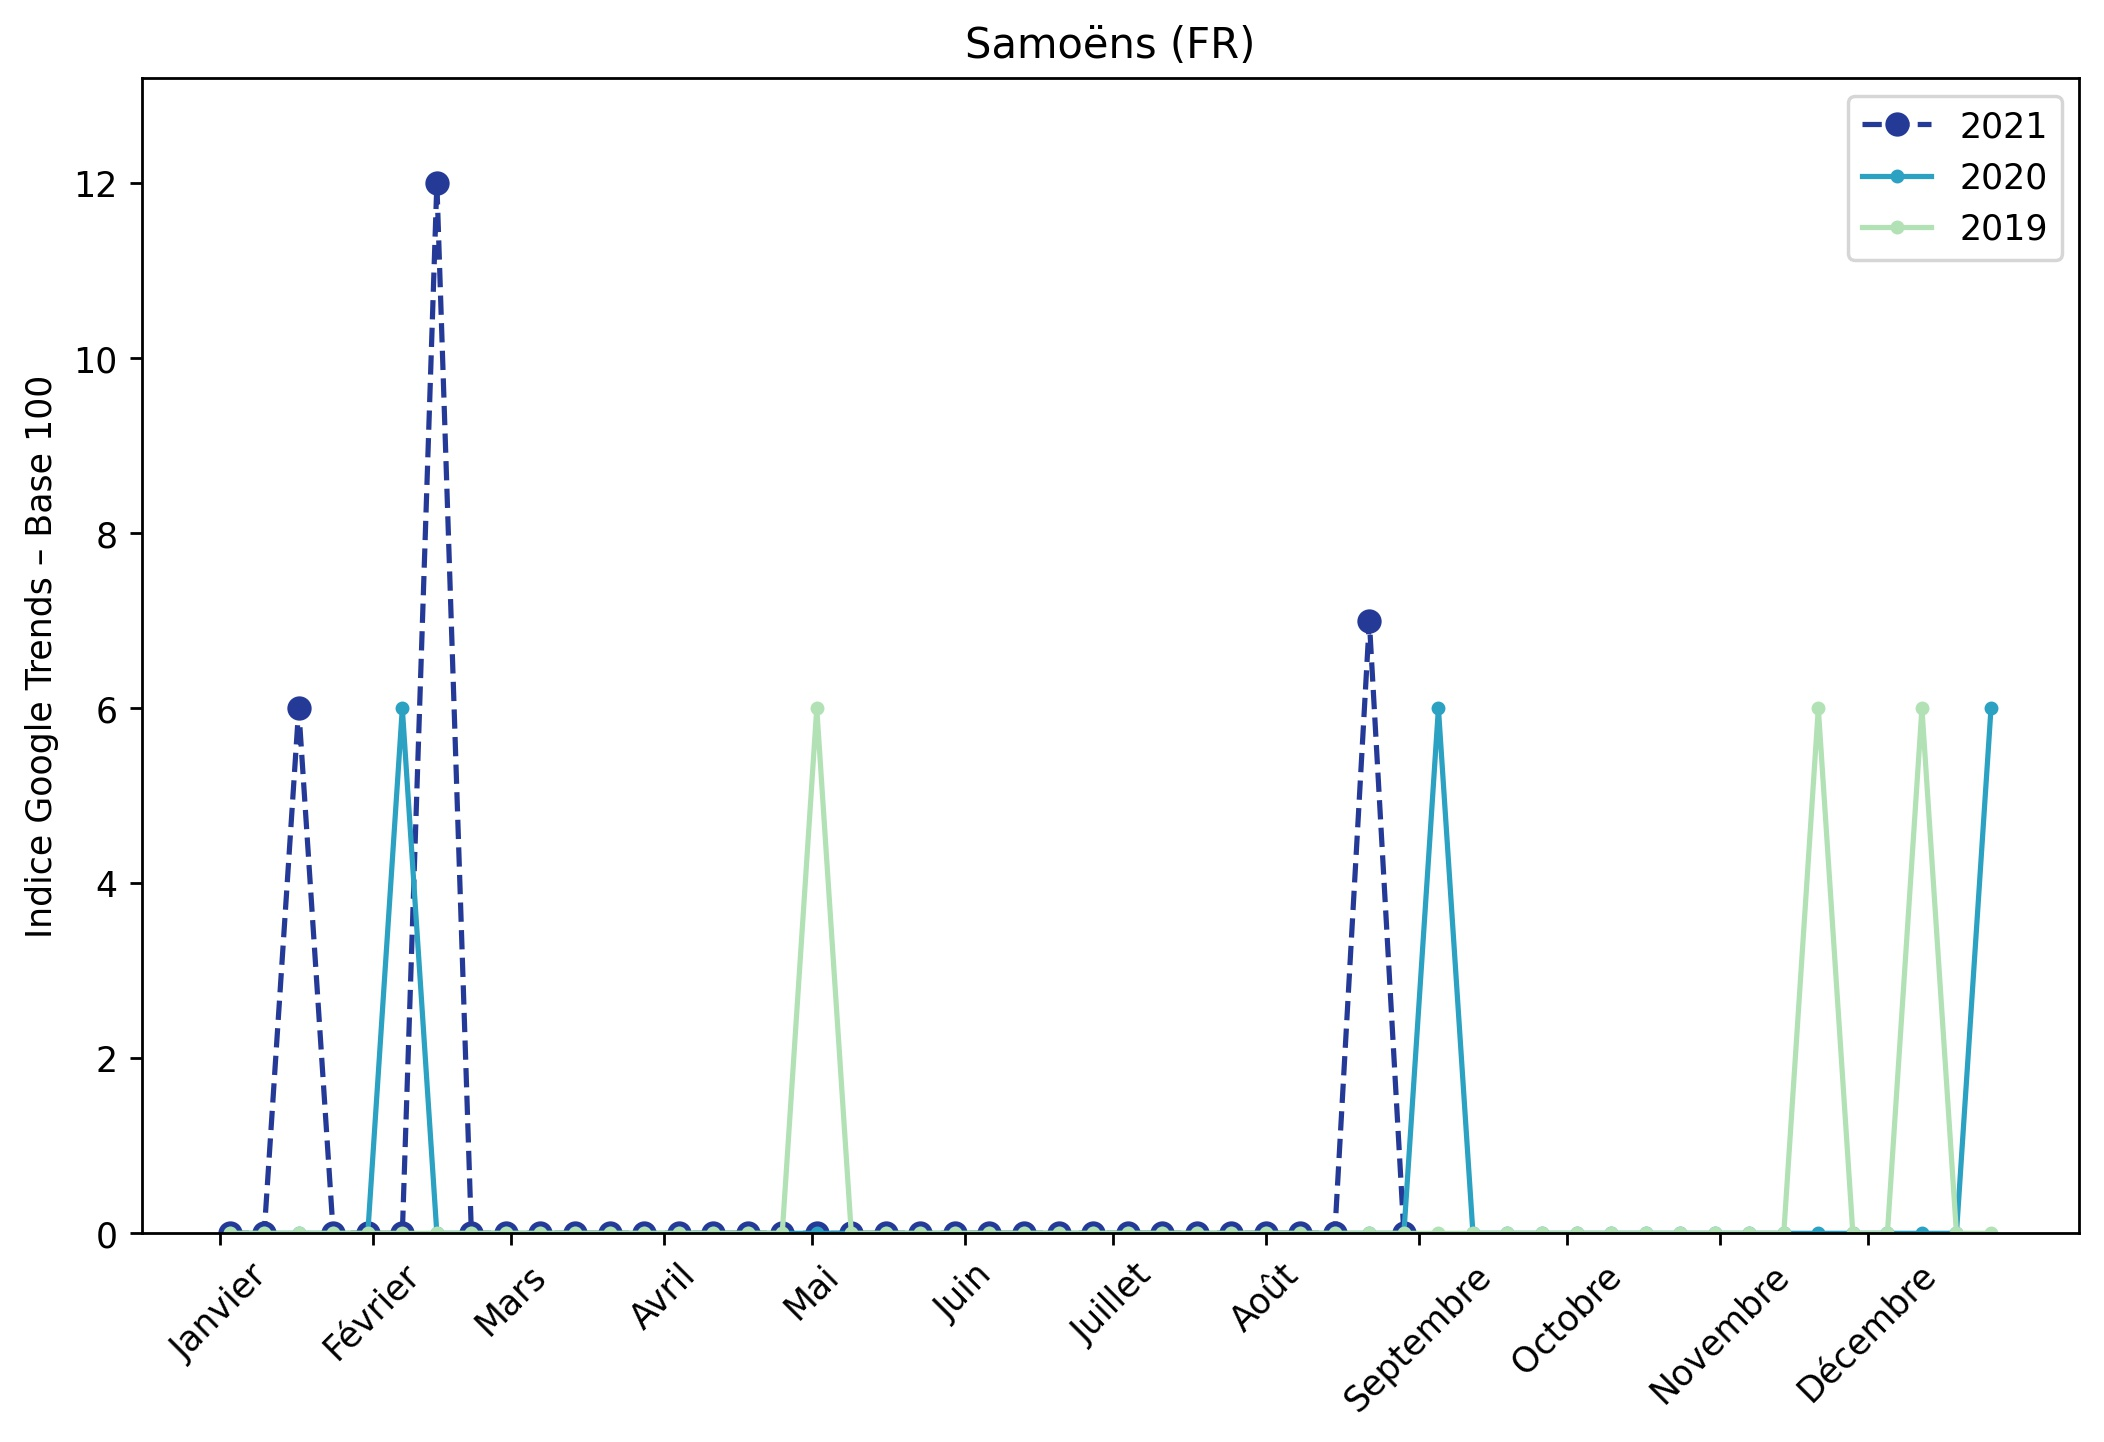 Samoëns (FR)
Indice Google Trends – Base 100
12
10
8
6
4
2
0
2021
2020
2019
Janvier
Février
Mars
Avril
Mai
Juin
Juillet
Août
Septembre
Octobre
Novembre
Décembre